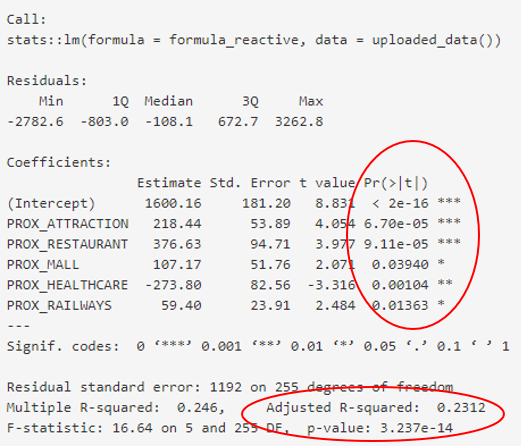 Call:
stats::lm(formula = formula_reactive, data = uploaded_data())
Residuals:
Min 1Q Median 3Q Max
-2782.6 -803.0 -108.1 672.7 3262.8
Coefficients:
Estimate Std. Error t value Pr(>|t|)
(Intercept) 1600.16 181.20 8.831 < 2e-16 ***
PROX_ATTRACTION 218.44 53.89 4.054 6.70e-05 ***
PROX_RESTAURANT 376.63 94.71 3.977 9.11e-05 ***
PROX_MALL 107.17 51.76 2.071 0.03940 *
PROX_HEALTHCARE -273.80 82.56 -3.316 0.00104 **
PROX_RAILWAYS 59.40 23.91 2.484 0.01363 *
---
Signif. codes: 0 ‘***’ 0.001 ‘**’ 0.01 ‘*’ 0.05 ‘.’ 0.1 ‘ ’ 1
Residual standard error: 1192 on 255 degrees of freedom
Multiple R-squared: 0.246, Adjusted R-squared: 0.2312
F-statistic: 16.64 on 5 and 255 DF, p-value: 3.237e-14